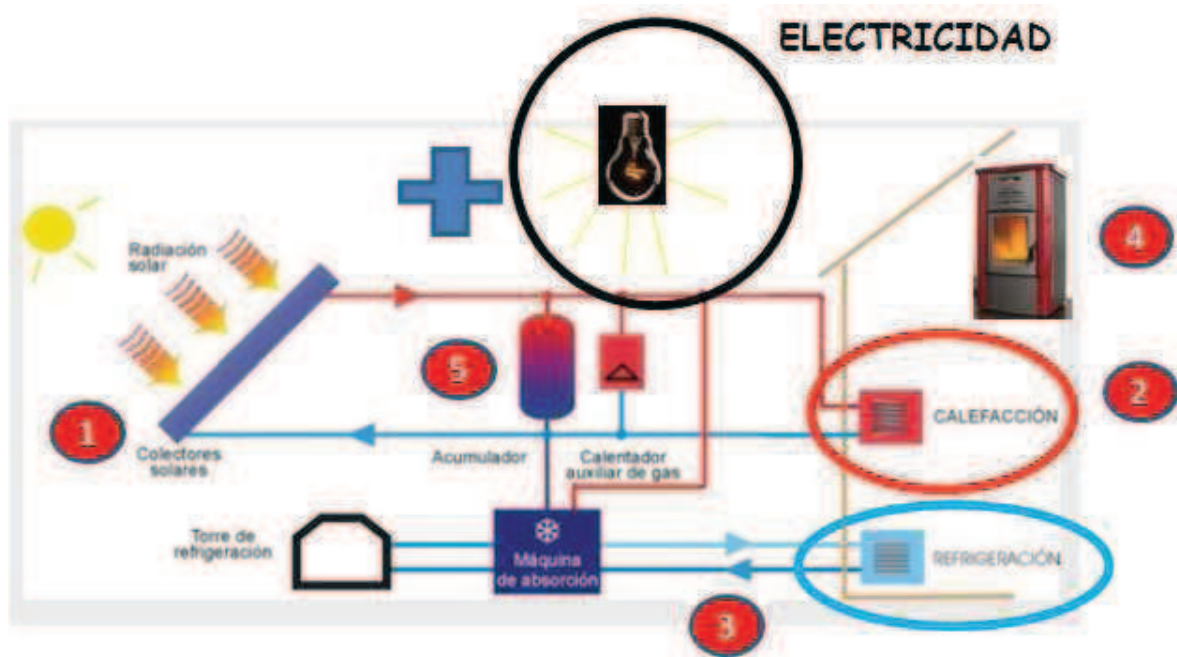 ELECTRICIDAD
Radiación
solar
4
5
2
CALEFACCIÓN
1
Colectores
solares
Acumulador
Calentador
auxiliar de gas
Torre de
refrigeración
Máquina
de absorción
REFRIGERACIÓN
3